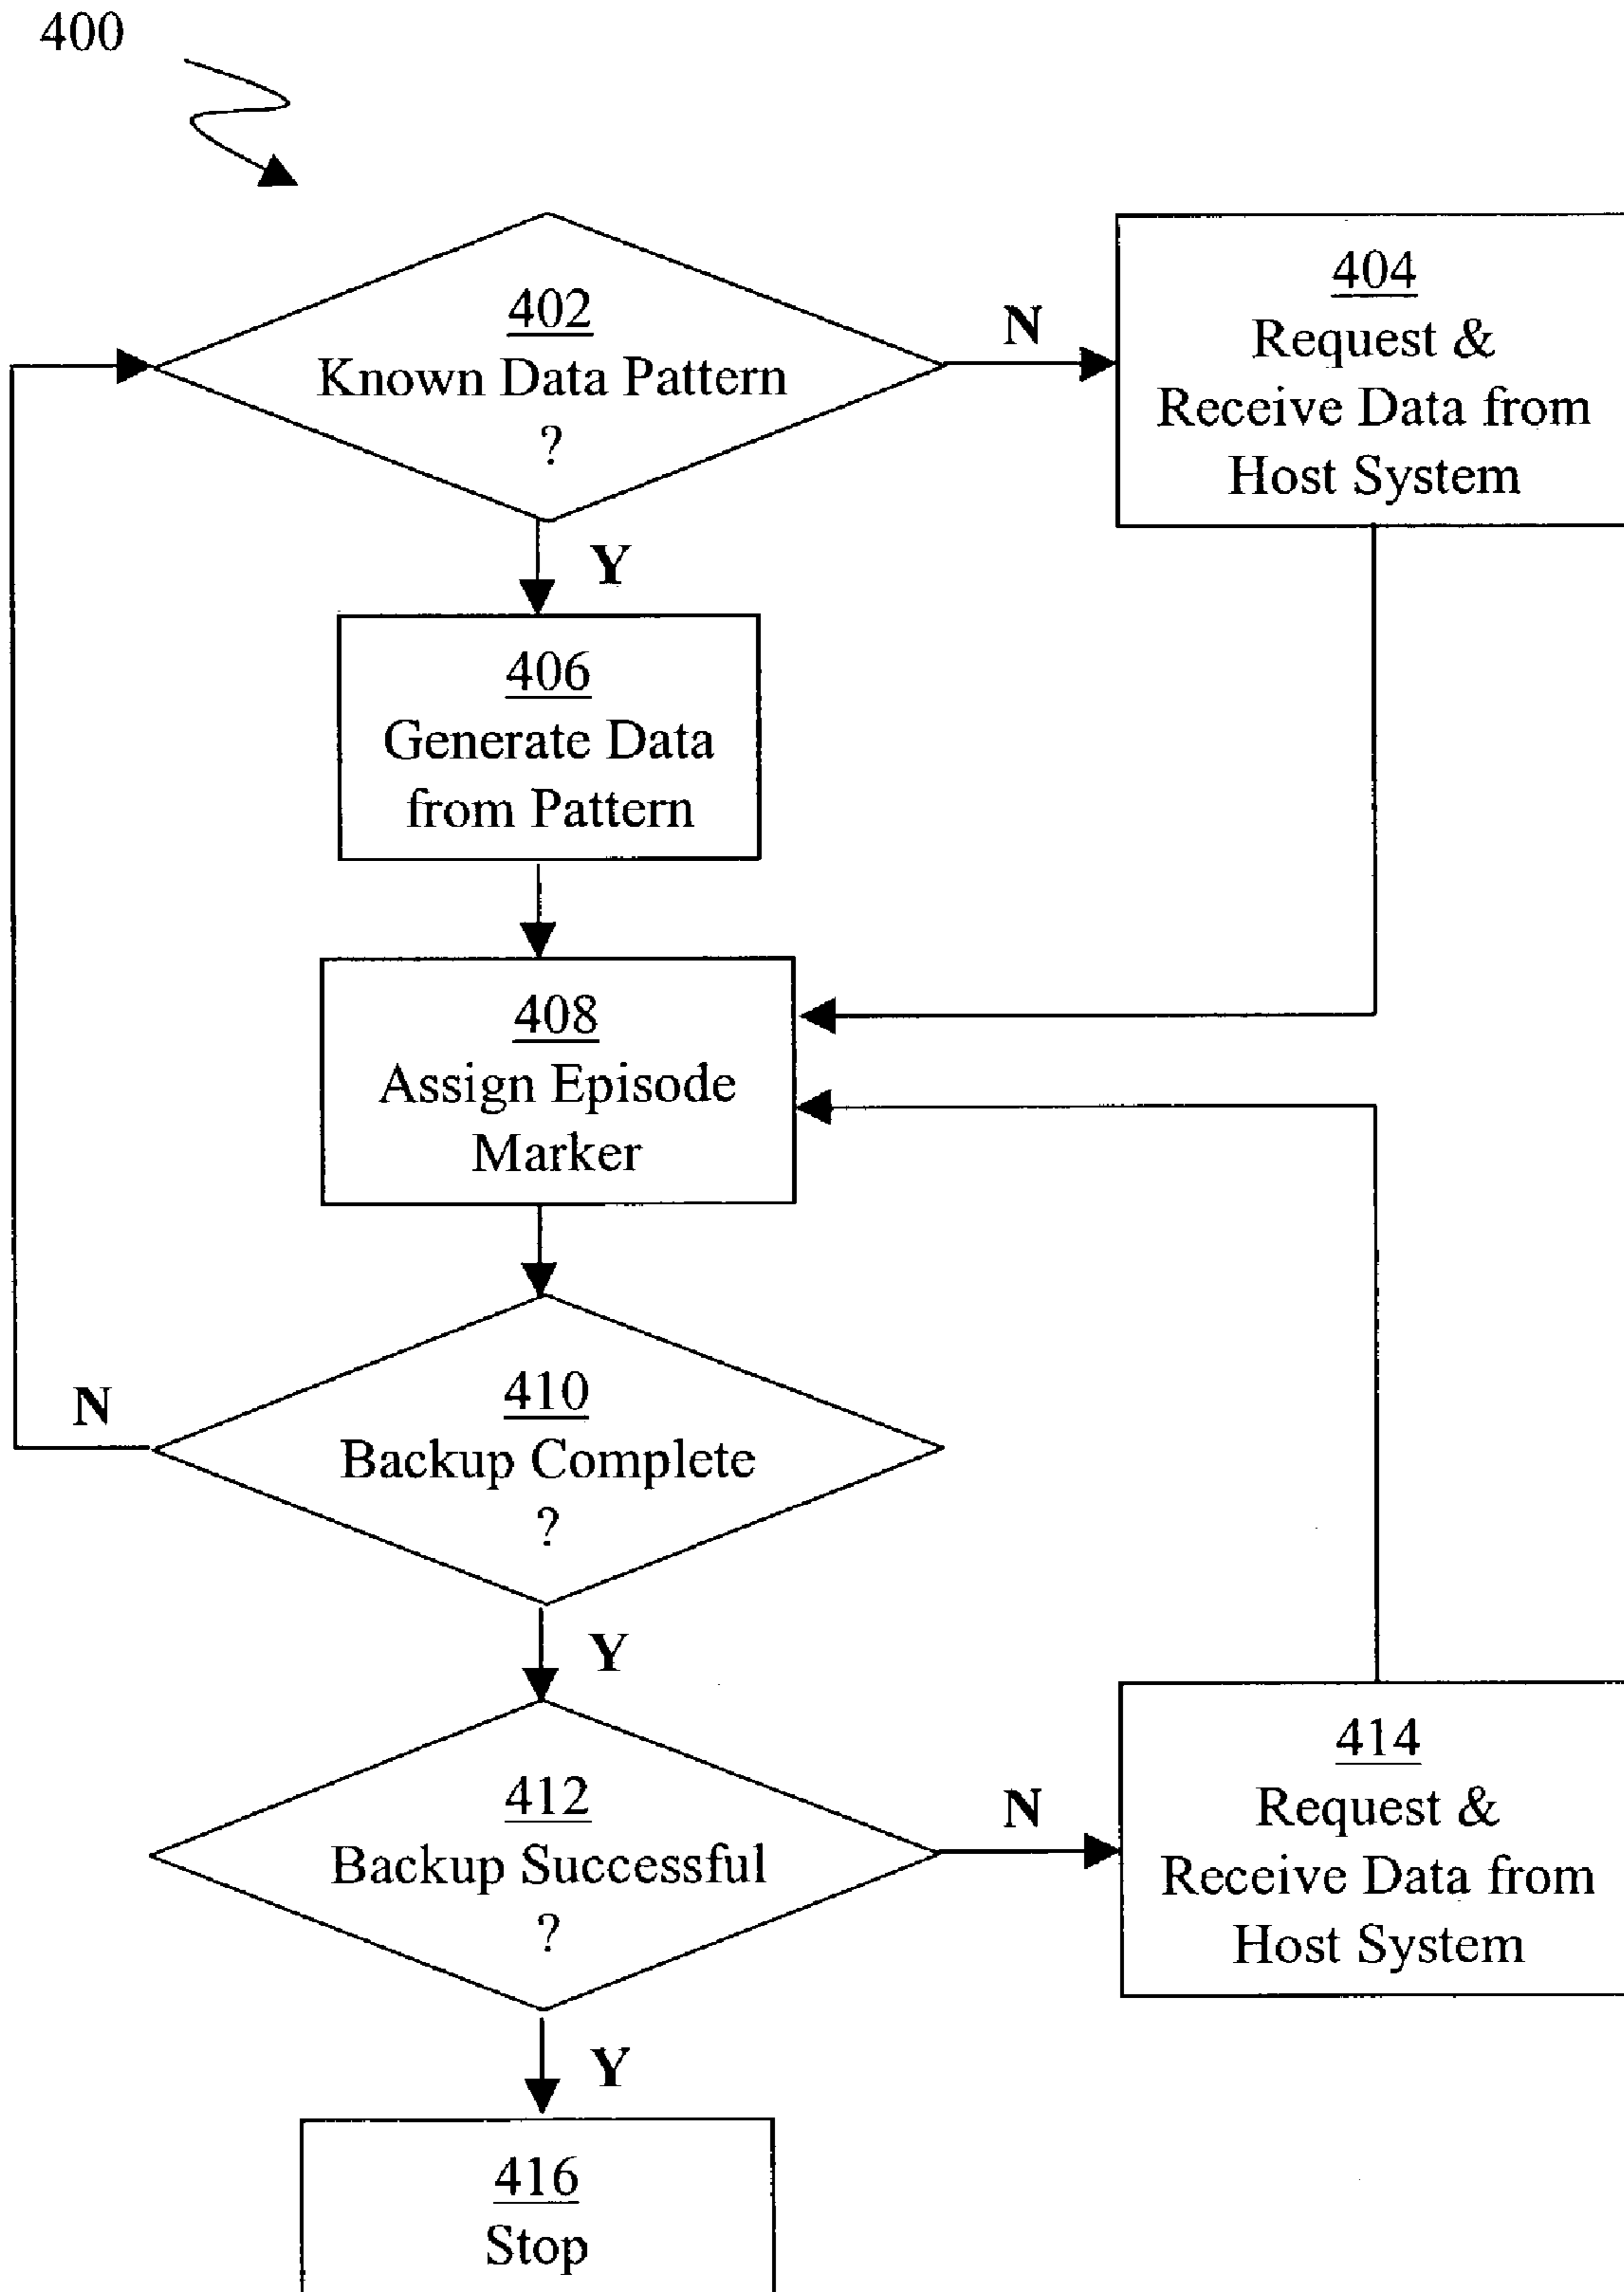 400
402
Known Data Pattern
?
N
404
Request &
Receive Data from
Host System
Y
406
Generate Data
from Pattern
408
Assign Episode
Marker
N
410
Backup Complete
?
Y
412
Backup Successful
?
N
414
Request &
Receive Data from
Host System
Y
416
Stop